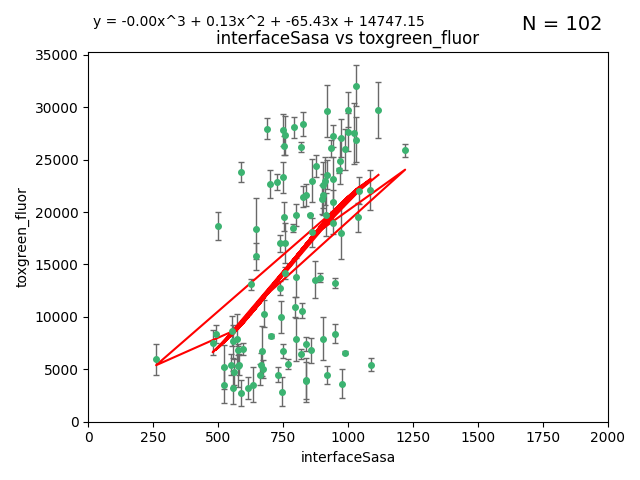 y = -0.00x^3 + 0.13x^2 + -65.43x + 14747.15
N = 102
interfaceSasa vs toxgreen_fluor
35000
30000
25000
20000
15000
10000
5000
0
toxgreen_fluor
0 250 500 750 1000 1250 1500 1750 2000
interfaceSasa